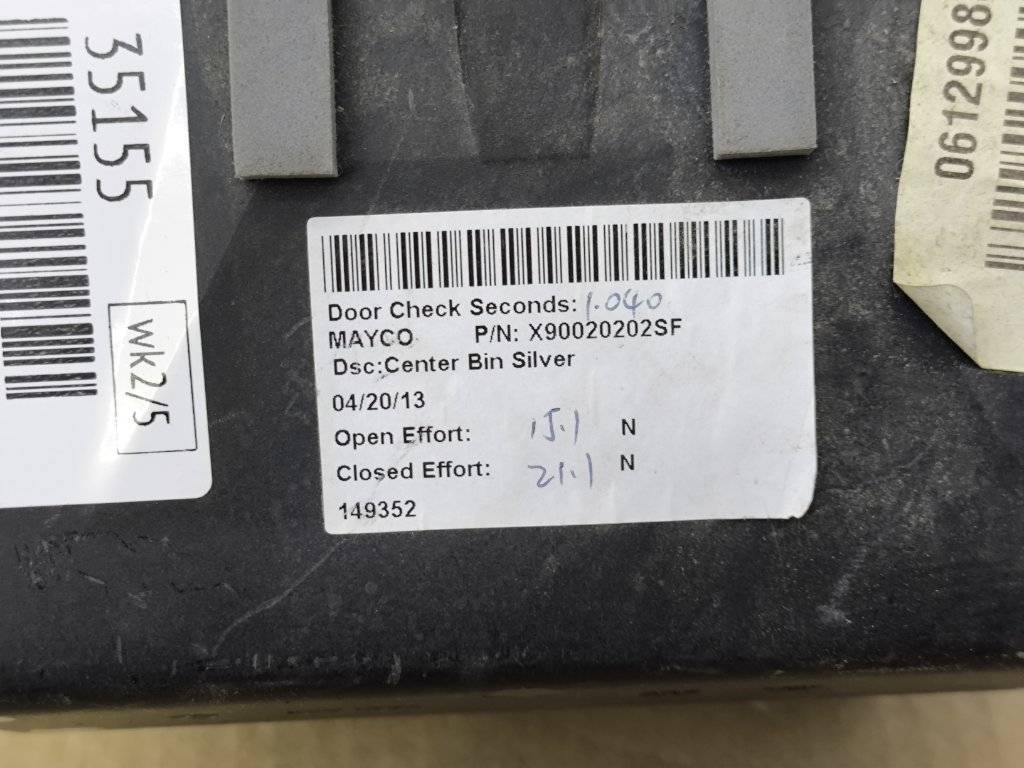 35155
wk2/5
Door Check Seconds: 1.040
MAYCO P/N: X90020202SF
Dsc:Center Bin Silver
04/20/13
Open Effort: 15.1 N
Closed Effort: 21.1 N
149352
0612998